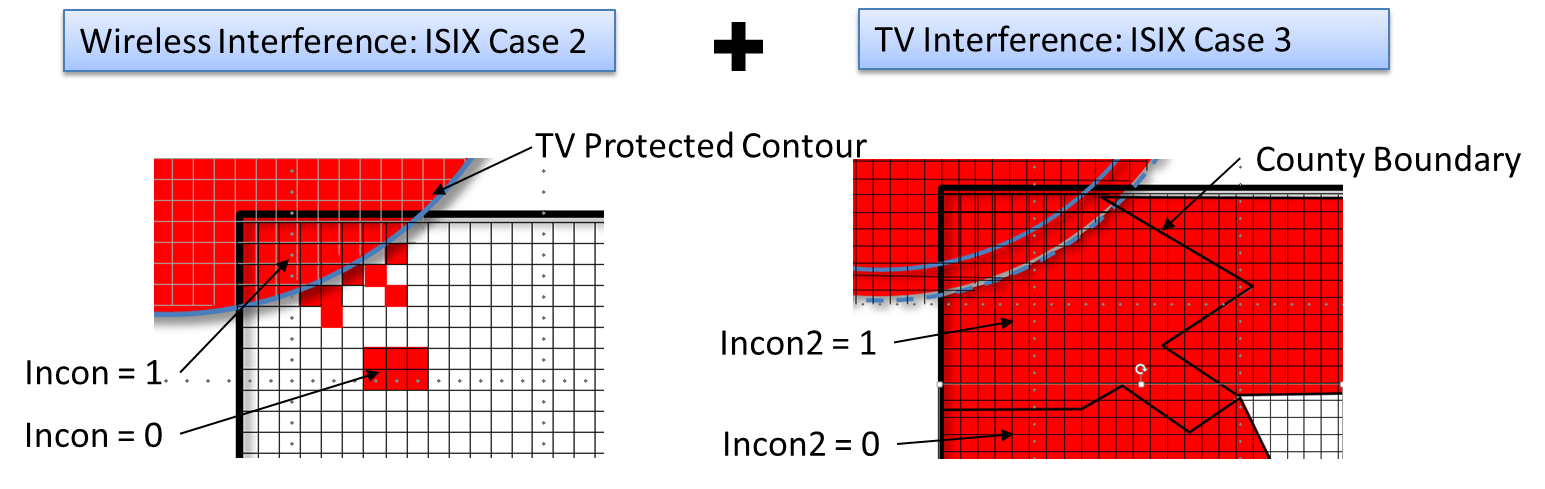 Wireless Interference: ISIX Case 2
+
TV Interference: ISIX Case 3
TV Protected Contour
County Boundary
Incon = 1
Incon = 0
Incon2 = 1
Incon2 = 0